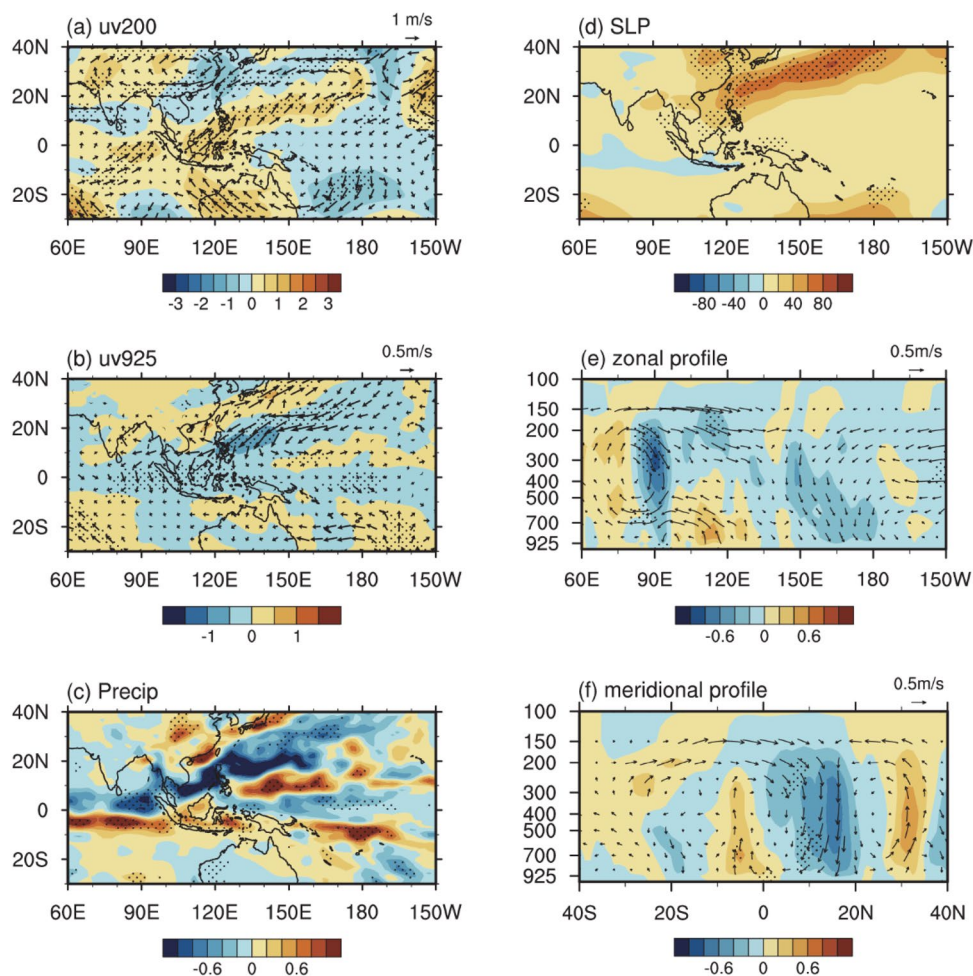 (a) uv200
1 m/s
40N
20N
0
20S
60E 90E 120E 150E 180 150W
-3 -2 -1 0 1 2 3
(d) SLP
40N
20N
0
20S
60E 90E 120E 150E 180 150W
-80 -40 0 40 80
(b) uv925
0.5m/s
40N
20N
0
20S
60E 90E 120E 150E 180 150W
-1 0 1
(e) zonal profile
0.5m/s
100
150
200
300
400
500
700
925
60E 90E 120E 150E 180 150W
-0.6 0 0.6
(c) Precip
40N
20N
0
20S
60E 90E 120E 150E 180 150W
-0.6 0 0.6
(f) meridional profile
0.5m/s
100
150
200
300
400
500
700
925
40S 20S 0 20N 40N
-0.6 0 0.6